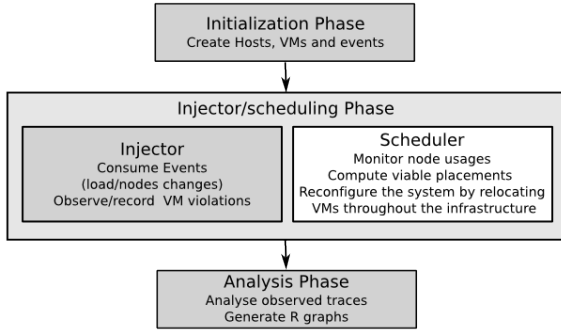 Initialization Phase
Create Hosts, VMs and events
Injector/scheduling Phase
Injector
Consume Events
(load/nodes changes)
Observe/record VM violations
Scheduler
Monitor node usages
Compute viable placements
Reconfigure the system by relocating
VMs throughout the infrastructure
Analysis Phase
Analyse observed traces
Generate R graphs